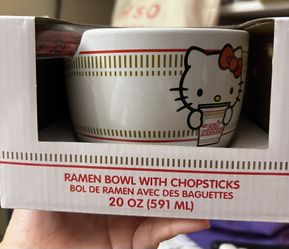 RAMEN BOWL WITH CHOPSTICKS
BOL DE RAMEN AVEC DES BAGUETTES
20 OZ (591 ML)